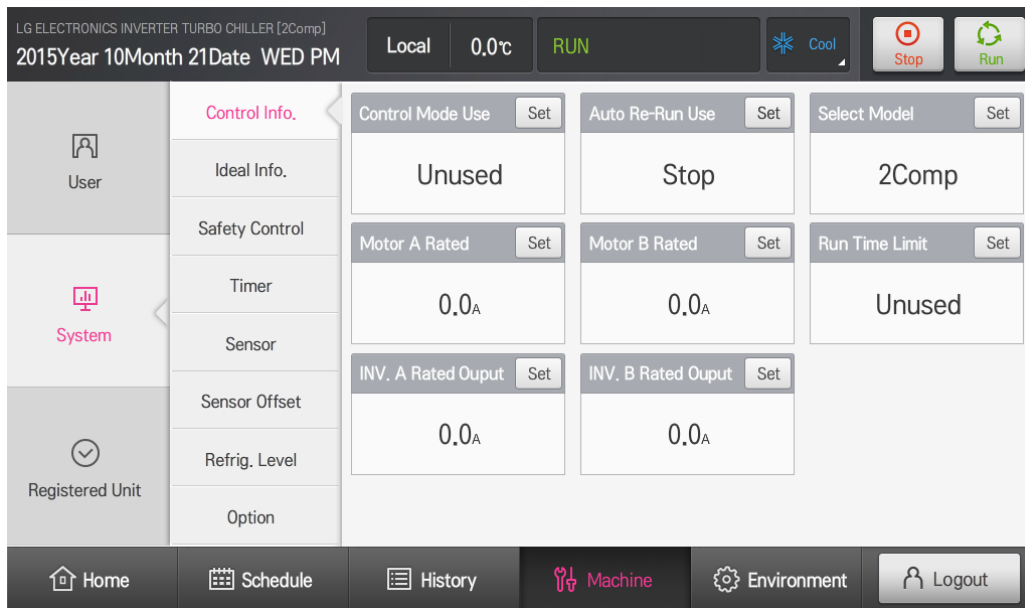 LG ELECTRONICS INVERTER TURBO CHILLER [2Comp]
2015Year 10Month 21Date WED PM
Local 0.0℃ RUN Cool Stop Run
User
System
Registered Unit
Control Info.
Ideal Info.
Safety Control
Timer
Sensor
Sensor Offset
Refrig. Level
Option
Control Mode Use Set
Unused
Auto Re-Run Use Set
Stop
Select Model Set
2Comp
Motor A Rated Set
0.0A
Motor B Rated Set
0.0A
Run Time Limit Set
Unused
INV. A Rated Ouput Set
0.0A
INV. B Rated Ouput Set
0.0A
Home Schedule History Machine Environment Logout